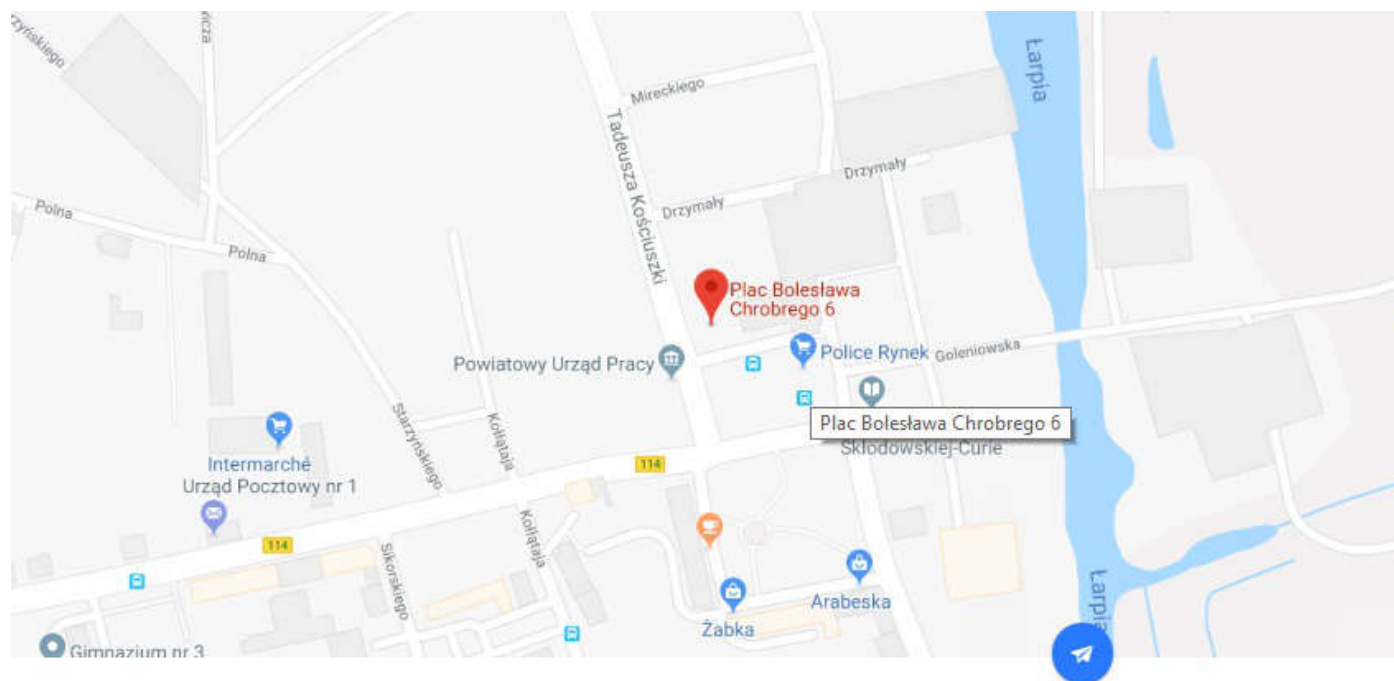 Łarpia
Mireckiego
Tadeusza Kościuszki
Drzymały
Drzymały
Polna
Polna
Plac Bolesława
Chrobrego 6
Police Rynek
Goleniowska
Powiatowy Urząd Pracy
Plac Bolesława Chrobrego 6
Skłodowskiej-Curie
Starzyńskiego
Kołłątaja
114
Intermarché
Urząd Pocztowy nr 1
114
Kołłątaja
Sikorskiego
Arabeska
Żabka
Łarpia
Gimnazjum nr 3